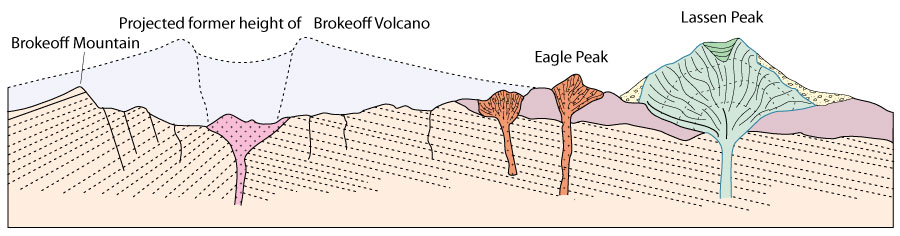 Lassen Peak
Projected former height of Brokeoff Volcano
Brokeoff Mountain
Eagle Peak